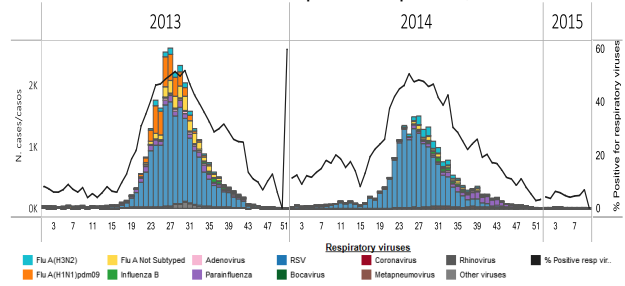 2013 2014 2015
N. cases/casos
2K
1K
0K
60
40
20
0
% Positive for respiratory viruses
3 7 11 15 19 23 27 31 35 39 43 47 51 3 7 11 15 19 23 27 31 35 39 43 47 51 3 7
Respiratory viruses
Flu A(H3N2) Flu A Not Subtyped Adenovirus RSV Coronavirus Rhinovirus % Positive resp vir..
Flu A(H1N1)pdm09 Influenza B Parainfluenza Bocavirus Metapneumovirus Other viruses